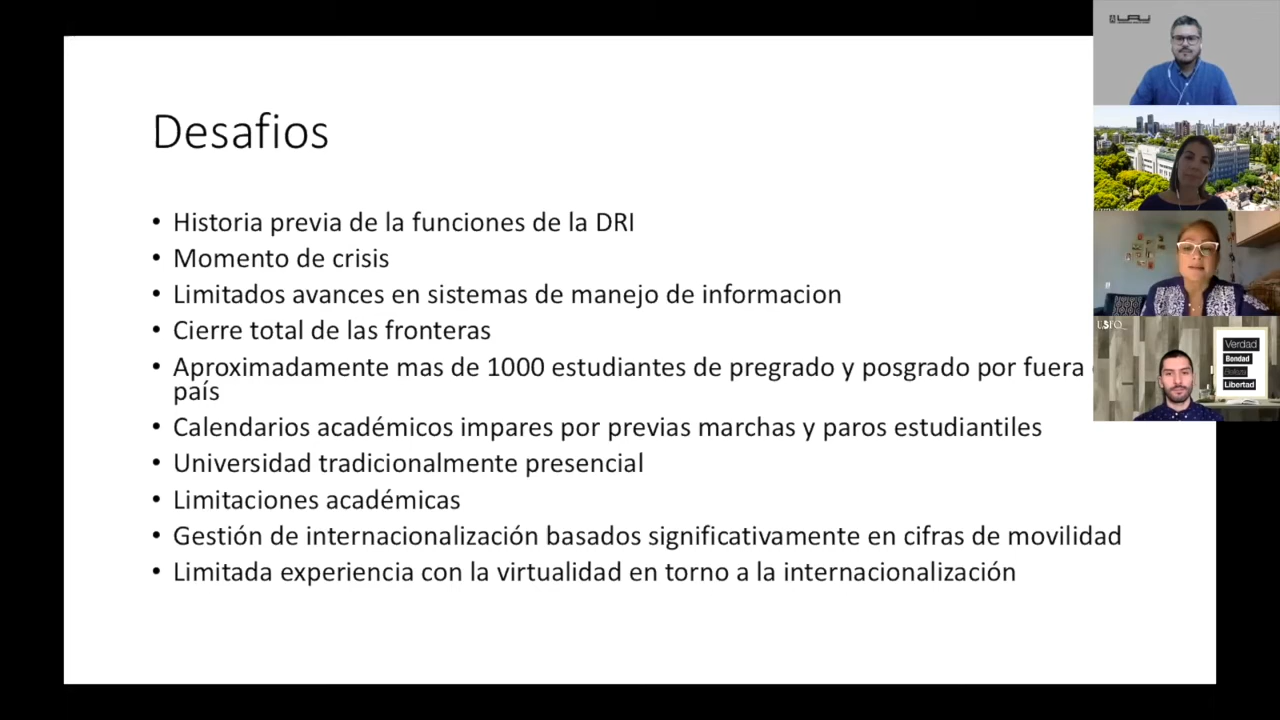 Desafios
• Historia previa de la funciones de la DRI
• Momento de crisis
• Limitados avances en sistemas de manejo de informacion
• Cierre total de las fronteras
• Aproximadamente mas de 1000 estudiantes de pregrado y posgrado por fuera
país
• Calendarios académicos impares por previas marchas y paros estudiantiles
• Universidad tradicionalmente presencial
• Limitaciones académicas
• Gestión de internacionalización basados significativamente en cifras de movilidad
• Limitada experiencia con la virtualidad en torno a la internacionalización
USFQ
Verdad
Bondad
Belleza
Libertad